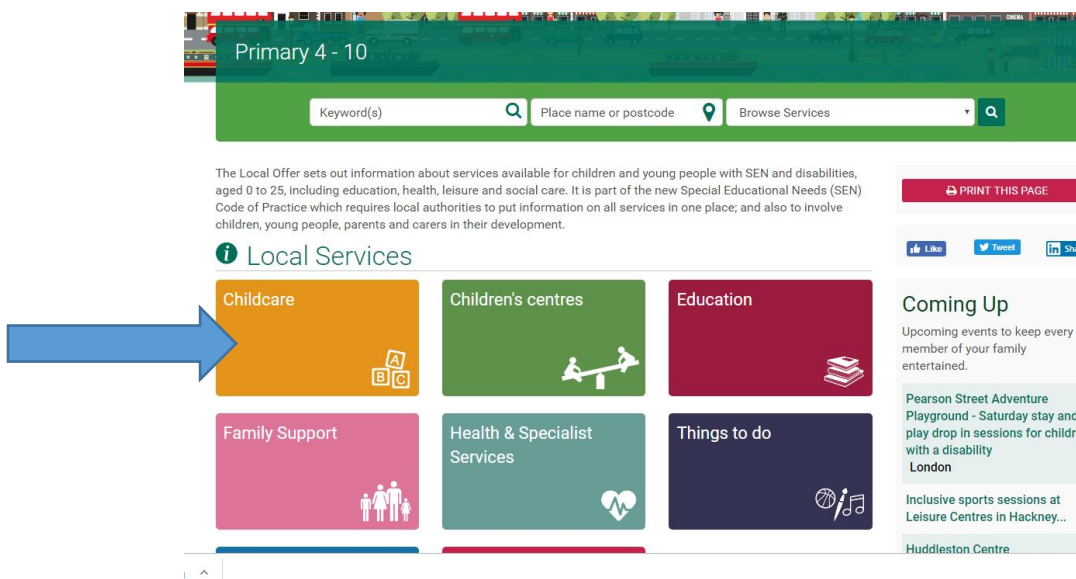 CINEMA
Primary 4 - 10
Keyword(s)
Place name or postcode
Browse Services
The Local Offer sets out information about services available for children and young people with SEN and disabilities,
aged 0 to 25, including education, health, leisure and social care. It is part of the new Special Educational Needs (SEN)
Code of Practice which requires local authorities to put information on all services in one place; and also to involve
children, young people, parents and carers in their development.
PRINT THIS PAGE
Like
Tweet
in Sha
i Local Services
Childcare
A
B C
Children's centres
Education
Family Support
Health & Specialist
Services
Things to do
Coming Up
Upcoming events to keep every
member of your family
entertained.
Pearson Street Adventure
Playground - Saturday stay and
play drop in sessions for childr
with a disability
London
Inclusive sports sessions at
Leisure Centres in Hackney...
Huddleston Centre